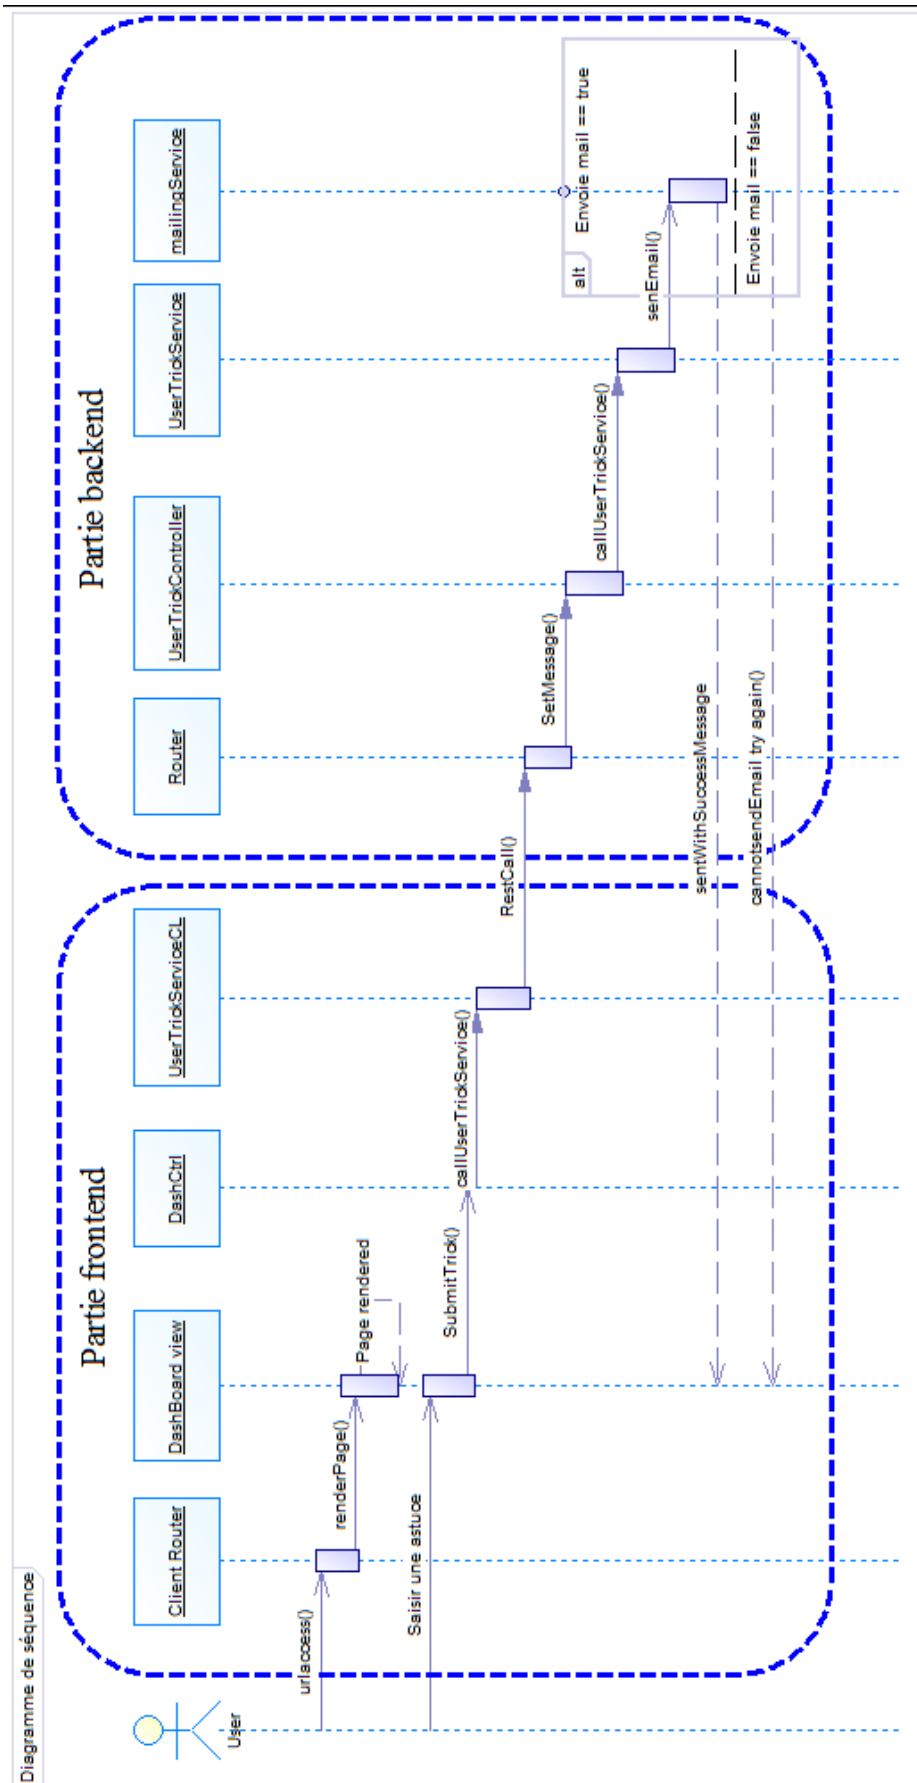 Diagramme de séquence
Partie frontend
Partie backend
User
Client Router
DashBoard view
DashCtrl
UserTrickServiceCL
Router
UserTrickController
UserTrickService
mailingService
urlaccess()
renderPage()
Page rendered
Saisir une astuce
SubmitTrick()
callUserTrickService()
RestCall()
SetMessage()
callUserTrickService()
senEmail()
alt
Envoie mail == true
sentWithSuccessMessage
Envoie mail == false
cannotsendEmail try again()